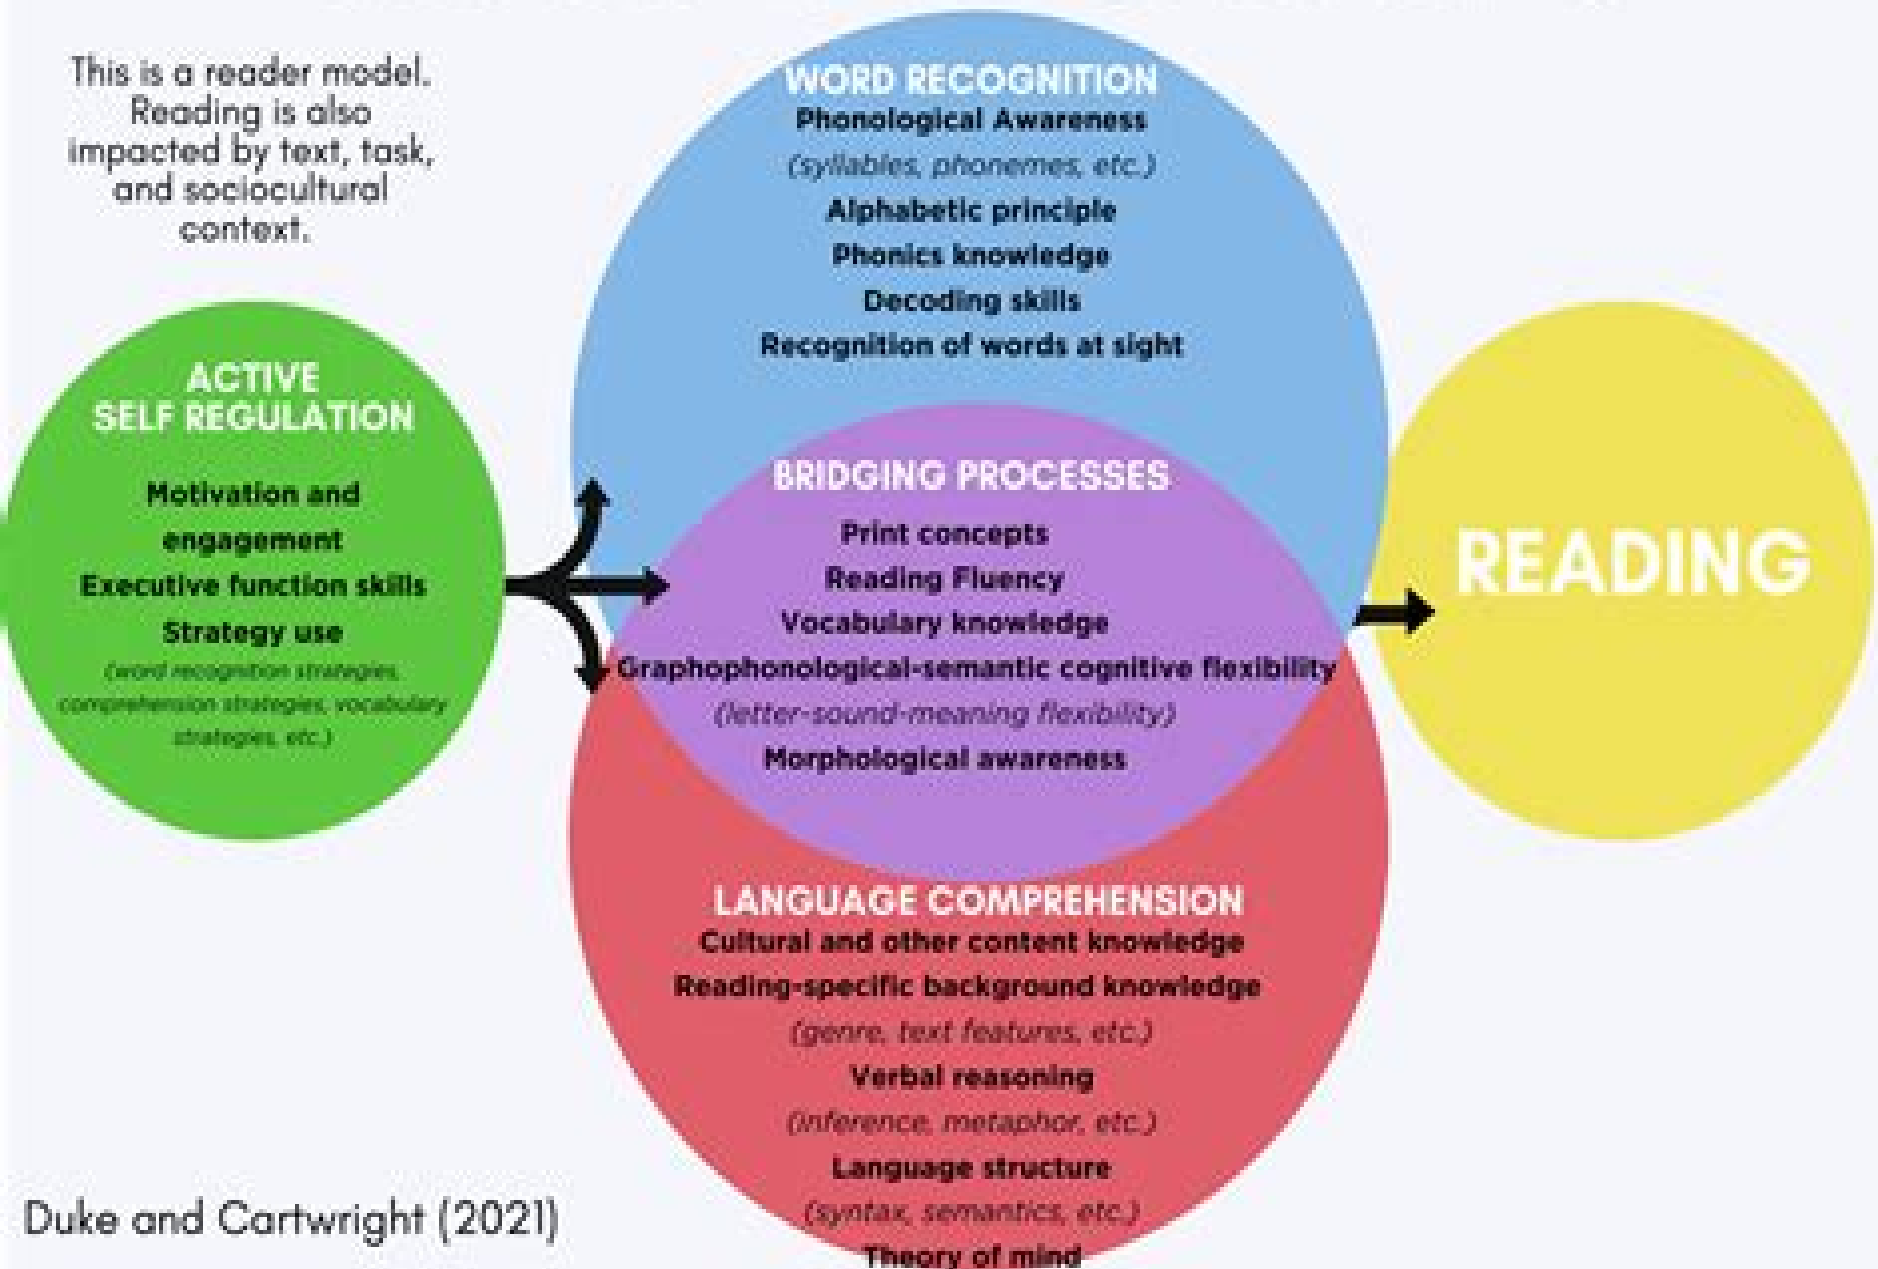 This is a reader model.
Reading is also
impacted by text, task,
and sociocultural
context.
ACTIVE
SELF REGULATION
Motivation and
engagement
Executive function skills
Strategy use
(word recognition strategies,
comprehension strategies, vocabulary
strategies, etc.)
WORD RECOGNITION
Phonological Awareness
(syllables, phonemes, etc.)
Alphabetic principle
Phonics knowledge
Decoding skills
Recognition of words at sight
BRIDGING PROCESSES
Print concepts
Reading Fluency
Vocabulary knowledge
Graphophonological-semantic cognitive flexibility
(letter-sound-meaning flexibility)
Morphological awareness
LANGUAGE COMPREHENSION
Cultural and other content knowledge
Reading-specific background knowledge
(genre, text features, etc.)
Verbal reasoning
(inference, metaphor, etc.)
Language structure
(syntax, semantics, etc.)
Theory of mind
READING
Duke and Cartwright (2021)